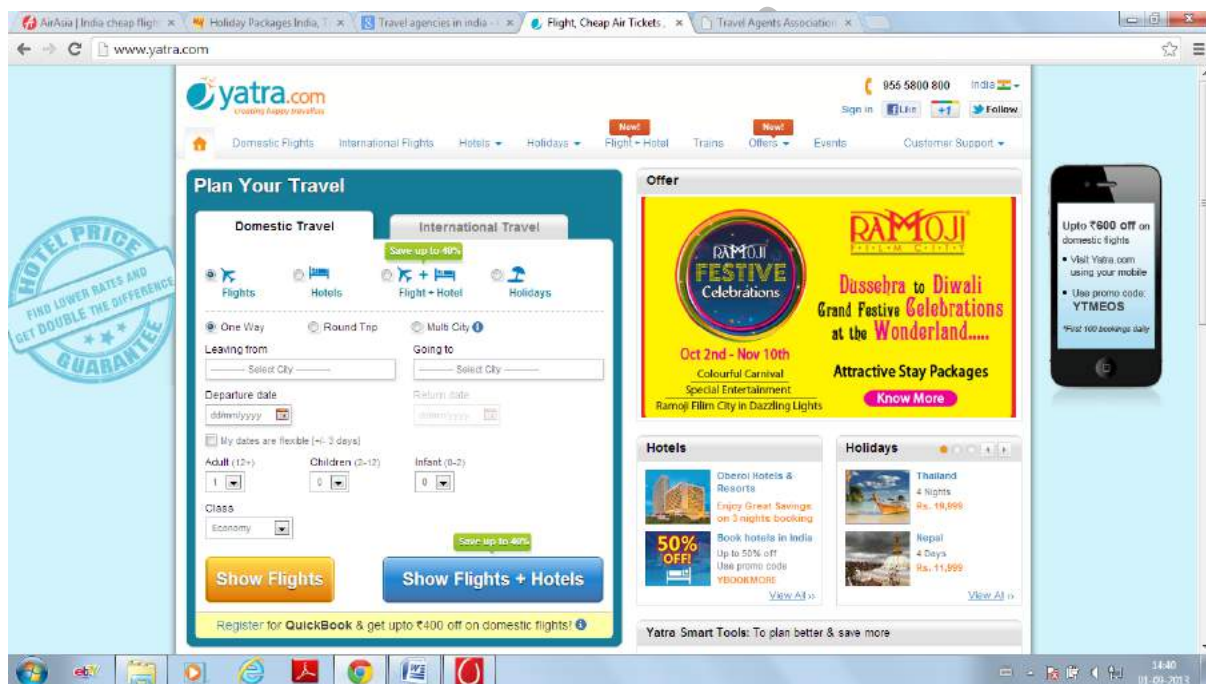 AirAsia | India cheap fligh
Holiday Packages India, T
Travel agencies in india -
Flight, Cheap Air Tickets,
Travel Agents Association
www.yatra.com
yatra.com
creating happy travellers
955 5800 800
India
Sign in
Like
+1
Follow
New!
New!
Domestic Flights
International Flights
Hotels
Holidays
Flight + Hotel
Trains
Offers
Events
Customer Support
Plan Your Travel
Domestic Travel
International Travel
Save up to 40%
Flights
Hotels
Flight + Hotel
Holidays
One Way
Round Trip
Multi City
Leaving from
Going to
--------- Select City ---------
--------- Select City ---------
Departure date
Return date
dd/mm/yyyy
dd/mm/yyyy
My dates are flexible [+/- 3 days]
Adult (12+)
Children (2-12)
Infant (0-2)
1
0
0
Class
Economy
Save up to 40%
Show Flights
Show Flights + Hotels
Register for QuickBook & get upto ₹400 off on domestic flights!
HOTEL PRICE
FIND LOWER RATES AND
GET DOUBLE THE DIFFERENCE
GUARANTEE
Offer
RAMOJI
FESTIVE
Celebrations
Oct 2nd - Nov 10th
Colourful Carnival
Special Entertainment
Ramoji Filim City in Dazzling Lights
RAMOJI
FILM CITY
Dussehra to Diwali
Grand Festive Celebrations
at the Wonderland.....
Attractive Stay Packages
Know More
Hotels
Oberoi Hotels &
Resorts
Enjoy Great Savings
on 3 nights booking
50%
OFF!
Book hotels in India
Up to 50% off
Use promo code
YBOOKMORE
View All »
Holidays
Thailand
4 Nights
Rs. 19,999
Nepal
4 Days
Rs. 11,999
View All »
Yatra Smart Tools: To plan better & save more
Upto ₹600 off on
domestic flights
• Visit Yatra.com
using your mobile
• Use promo code:
YTMEOS
*First 100 bookings daily
ebY
W
14:40
01-09-2013